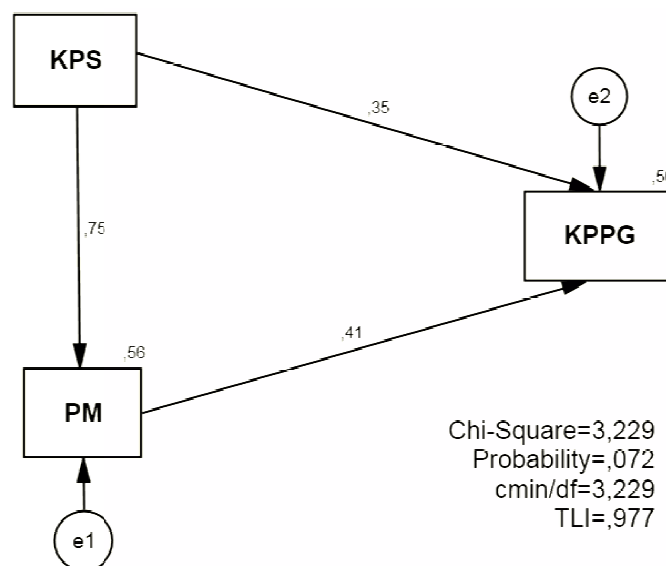 KPS
,35
e2
,75
KPPG
,56
,41
PM
Chi-Square=3,229
Probability=,072
cmin/df=3,229
TLI=,977
e1